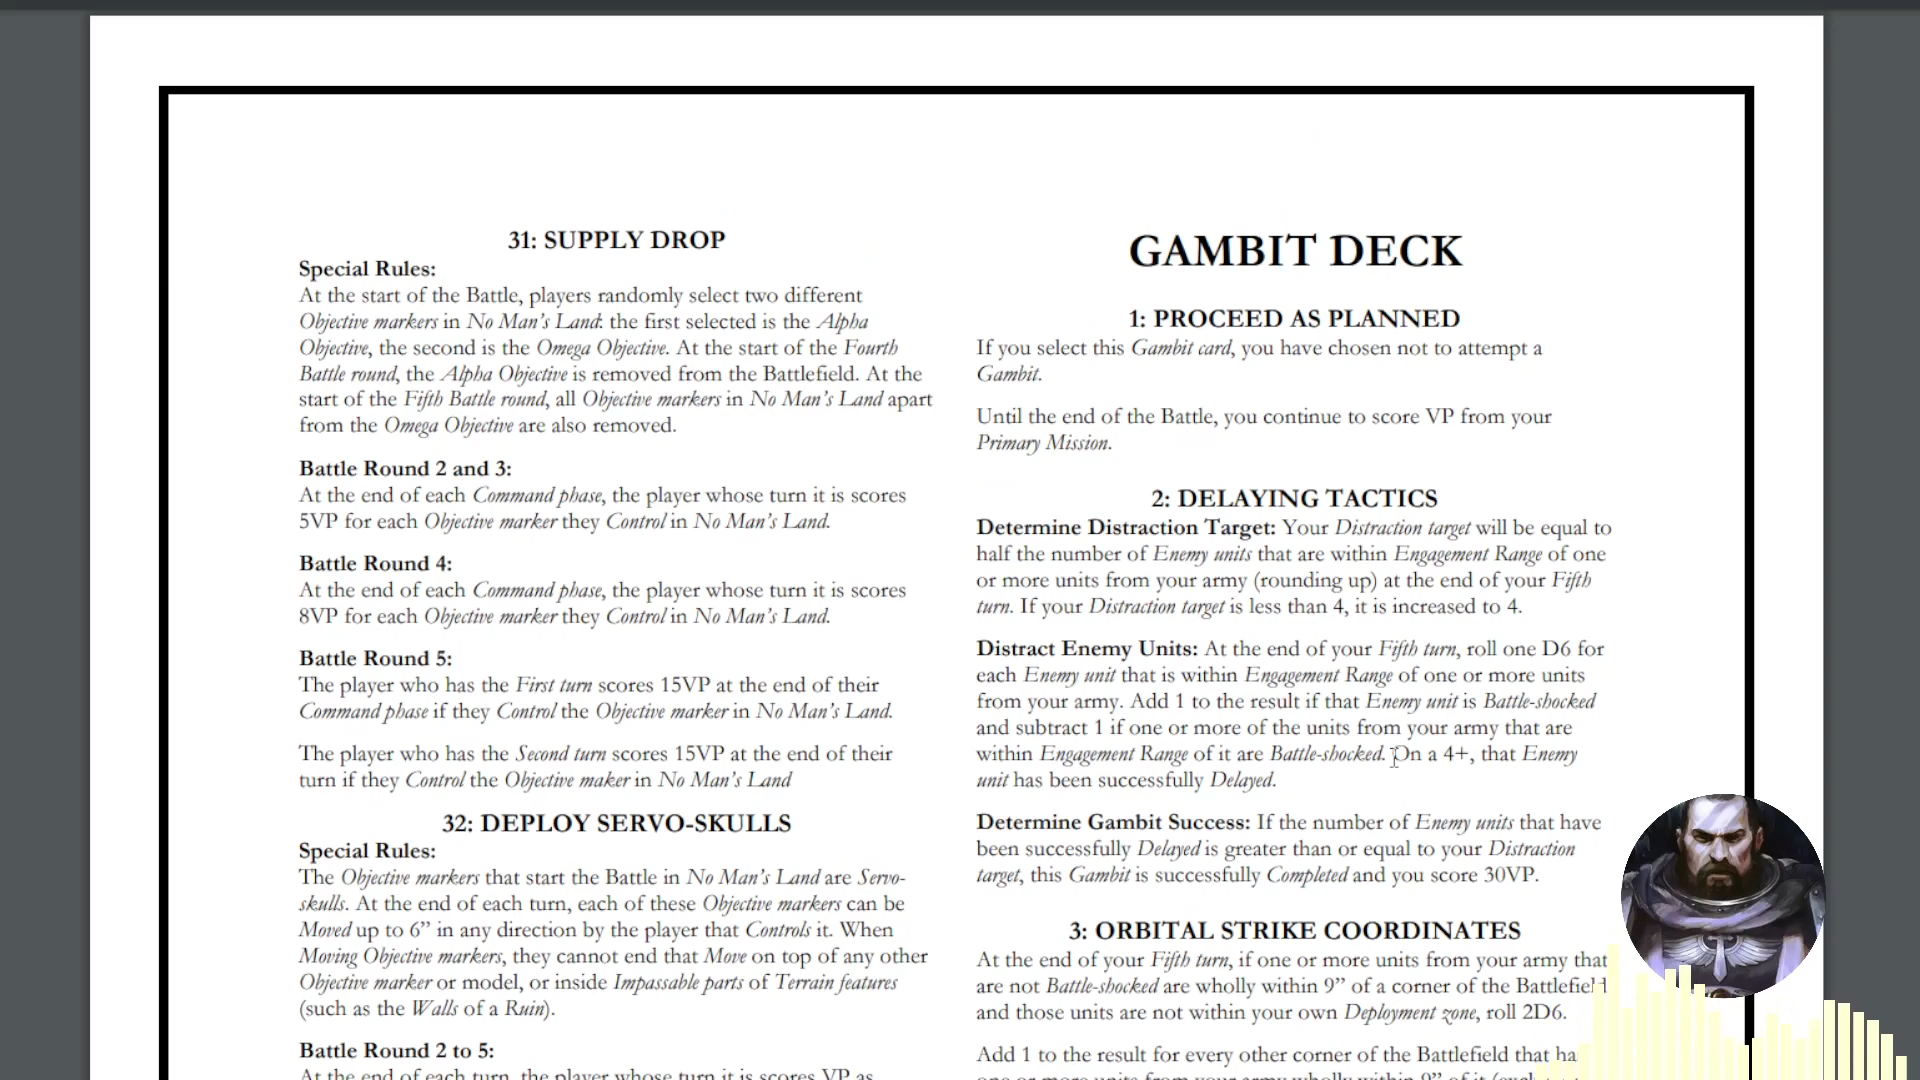 31: SUPPLY DROP
Special Rules:
At the start of the Battle, players randomly select two different
Objective markers in No Man's Land: the first selected is the Alpha
Objective, the second is the Omega Objective. At the start of the Fourth
Battle round, the Alpha Objective is removed from the Battlefield. At the
start of the Fifth Battle round, all Objective markers in No Man's Land apart
from the Omega Objective are also removed.
Battle Round 2 and 3:
At the end of each Command phase, the player whose turn it is scores
5VP for each Objective marker they Control in No Man's Land.
Battle Round 4:
At the end of each Command phase, the player whose turn it is scores
8VP for each Objective marker they Control in No Man's Land.
Battle Round 5:
The player who has the First turn scores 15VP at the end of their
Command phase if they Control the Objective marker in No Man's Land.
The player who has the Second turn scores 15VP at the end of their
turn if they Control the Objective maker in No Man's Land
32: DEPLOY SERVO-SKULLS
Special Rules:
The Objective markers that start the Battle in No Man's Land are Servo-
skulls. At the end of each turn, each of these Objective markers can be
Moved up to 6” in any direction by the player that Controls it. When
Moving Objective markers, they cannot end that Move on top of any other
Objective marker or model, or inside Impassable parts of Terrain features
(such as the Walls of a Ruin).
Battle Round 2 to 5:
At the end of each turn, the player whose turn it is scores VP as
GAMBIT DECK
1: PROCEED AS PLANNED
If you select this Gambit card, you have chosen not to attempt a
Gambit.
Until the end of the Battle, you continue to score VP from your
Primary Mission.
2: DELAYING TACTICS
Determine Distraction Target: Your Distraction target will be equal to
half the number of Enemy units that are within Engagement Range of one
or more units from your army (rounding up) at the end of your Fifth
turn. If your Distraction target is less than 4, it is increased to 4.
Distract Enemy Units: At the end of your Fifth turn, roll one D6 for
each Enemy unit that is within Engagement Range of one or more units
from your army. Add 1 to the result if that Enemy unit is Battle-shocked
and subtract 1 if one or more of the units from your army that are
within Engagement Range of it are Battle-shocked. On a 4+, that Enemy
unit has been successfully Delayed.
Determine Gambit Success: If the number of Enemy units that have
been successfully Delayed is greater than or equal to your Distraction
target, this Gambit is successfully Completed and you score 30VP.
3: ORBITAL STRIKE COORDINATES
At the end of your Fifth turn, if one or more units from your army that
are not Battle-shocked are wholly within 9” of a corner of the Battlefield
and those units are not within your own Deployment zone, roll 2D6.
Add 1 to the result for every other corner of the Battlefield that
one or more units from your army wholly within 9” of it